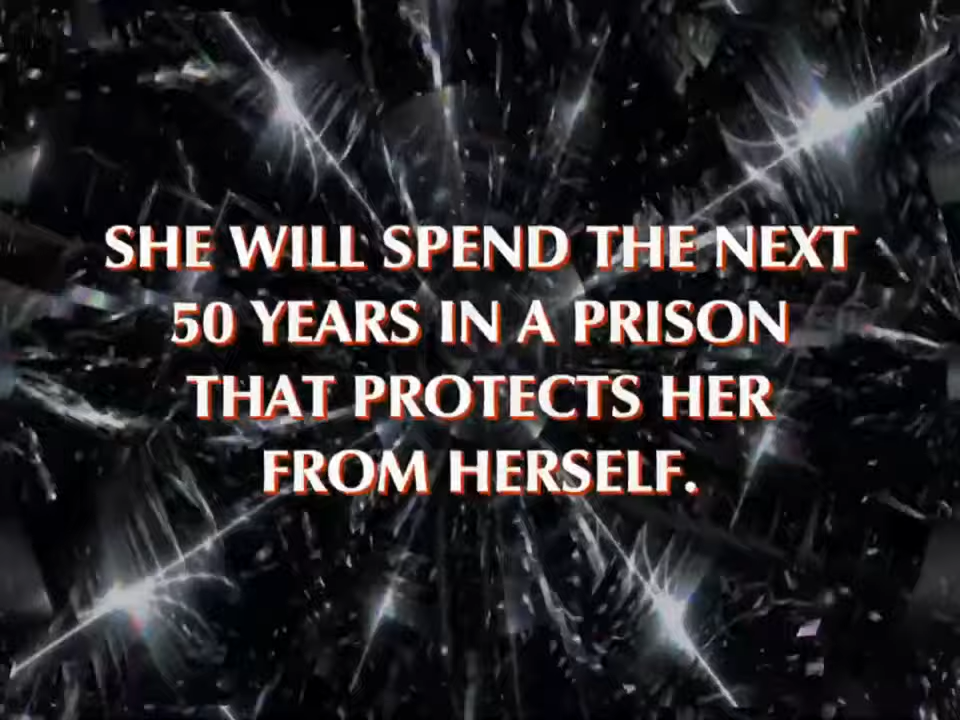 SHE WILL SPEND THE NEXT
50 YEARS IN A PRISON
THAT PROTECTS HER
FROM HERSELF.